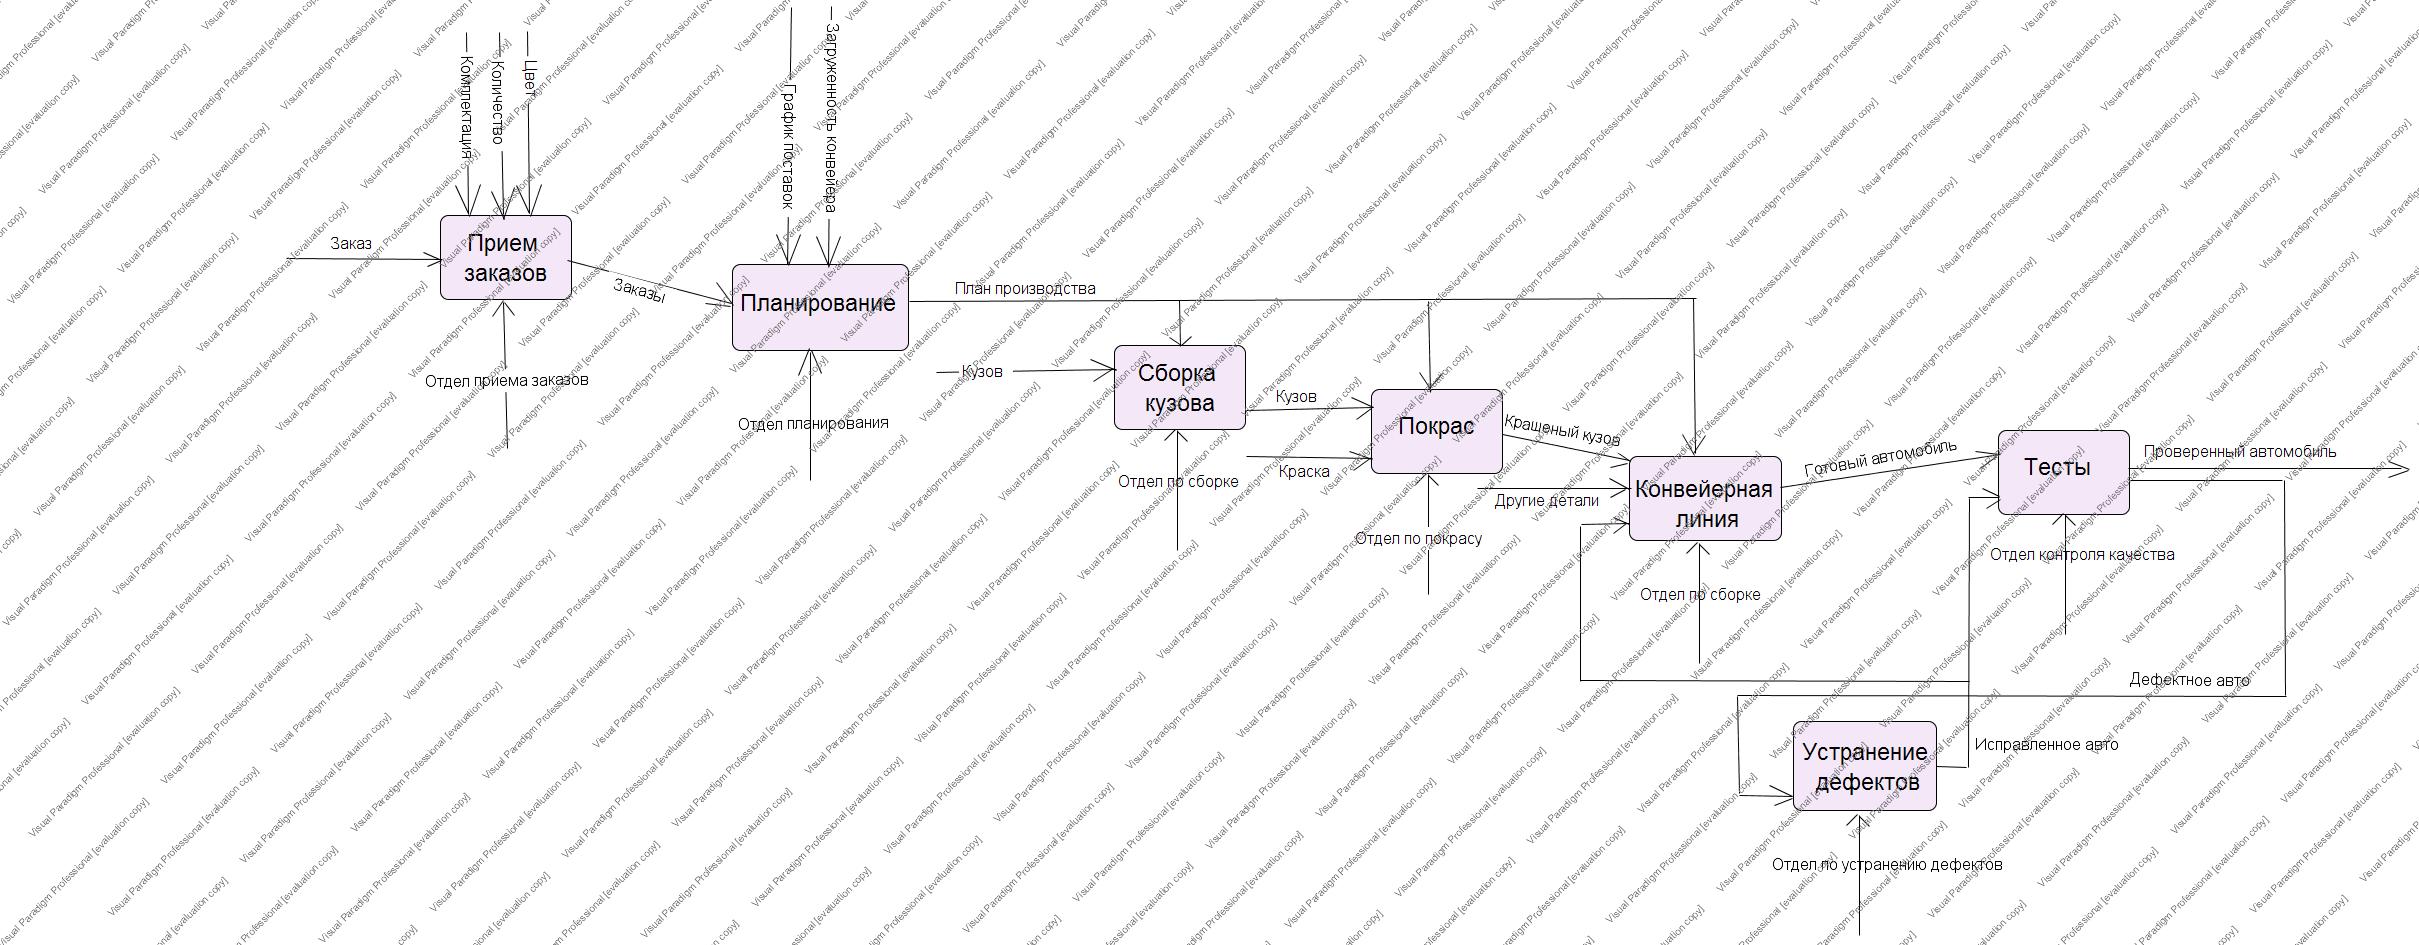 Комплектация
Количество
Цвет
График поставок
Загруженность конвейера
Заказ
Прием
заказов
Заказы
Отдел приема заказов
Планирование
План производства
Отдел планирования
Кузов
Сборка
кузова
Кузов
Краска
Отдел по сборке
Покрас
Крашеный кузов
Другие детали
Отдел по покрасу
Конвейерная
линия
Готовый автомобиль
Отдел по сборке
Тесты
Проверенный автомобиль
Отдел контроля качества
Дефектное авто
Устранение
дефектов
Исправленное авто
Отдел по устранению дефектов
Visual Paradigm Professional [evaluation copy]